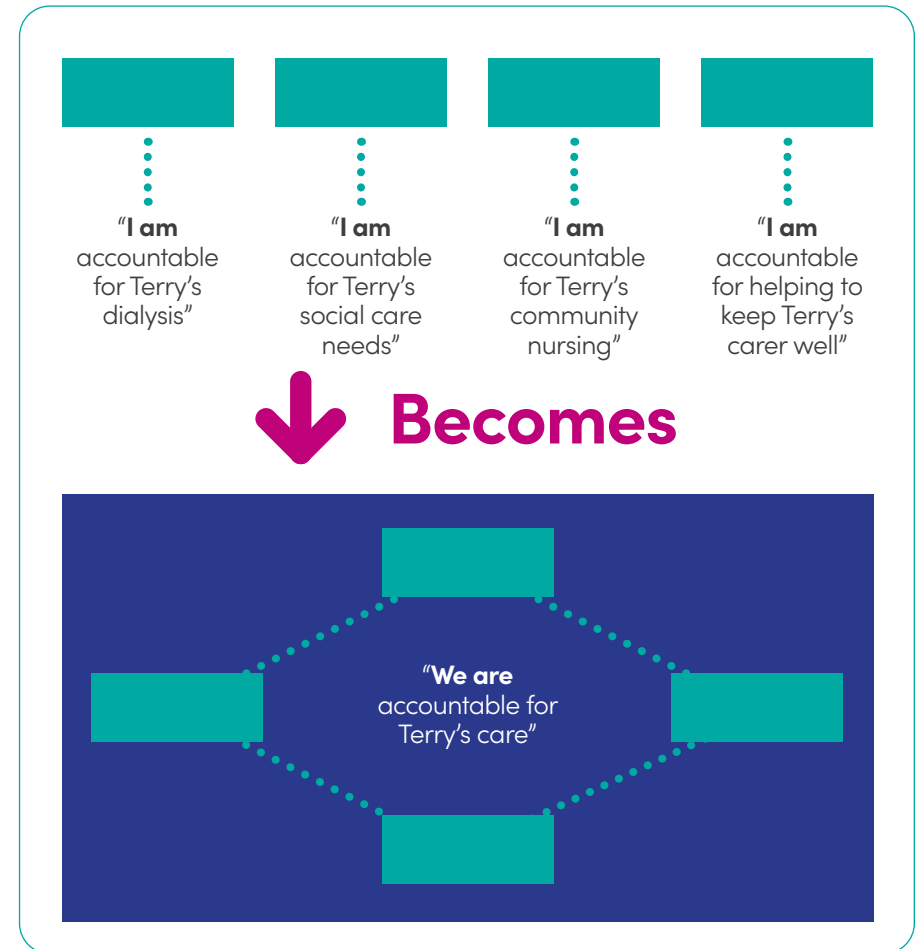 "I am
accountable
for Terry's
dialysis"
"I am
accountable
for Terry's
social care
needs"
"I am
accountable
for Terry's
community
nursing"
"I am
accountable
for helping to
keep Terry's
carer well"
Becomes
"We are
accountable for
Terry's care"